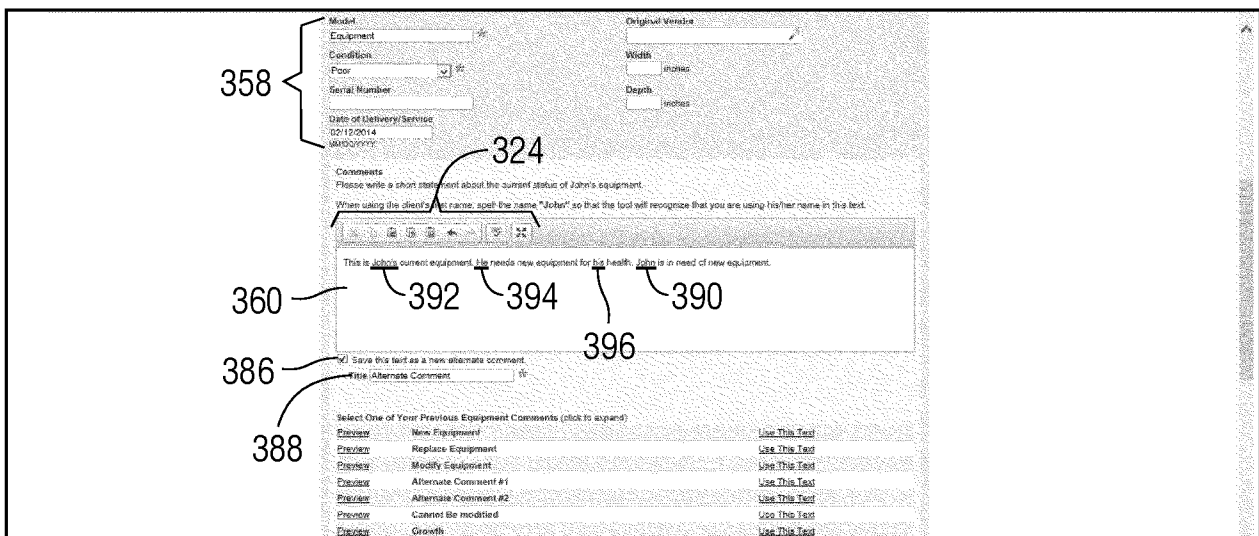 Model Original Vendor
Equipment
Condition Width
Poor inches
358
Serial Number Depth
inches
Date of Delivery/Service
02/12/2014
MM/DD/YYYY
324
Comments
Please write a short statement about the current status of John's equipment.
When using the client's first name, spell the name "John" so that the tool will recognize that you are using his/her name in this text.
This is John's current equipment. He needs new equipment for his health. John is in need of new equipment.
360 392 394 390
396
386 Save this text as a new alternate comment.
Title Alternate Comment
388
Select One of Your Previous Equipment Comments (click to expand)
Preview New Equipment Use This Text
Preview Replace Equipment Use This Text
Preview Modify Equipment Use This Text
Preview Alternate Comment #1 Use This Text
Preview Alternate Comment #2 Use This Text
Preview Cannot Be modified Use This Text
Preview Growth Use This Text